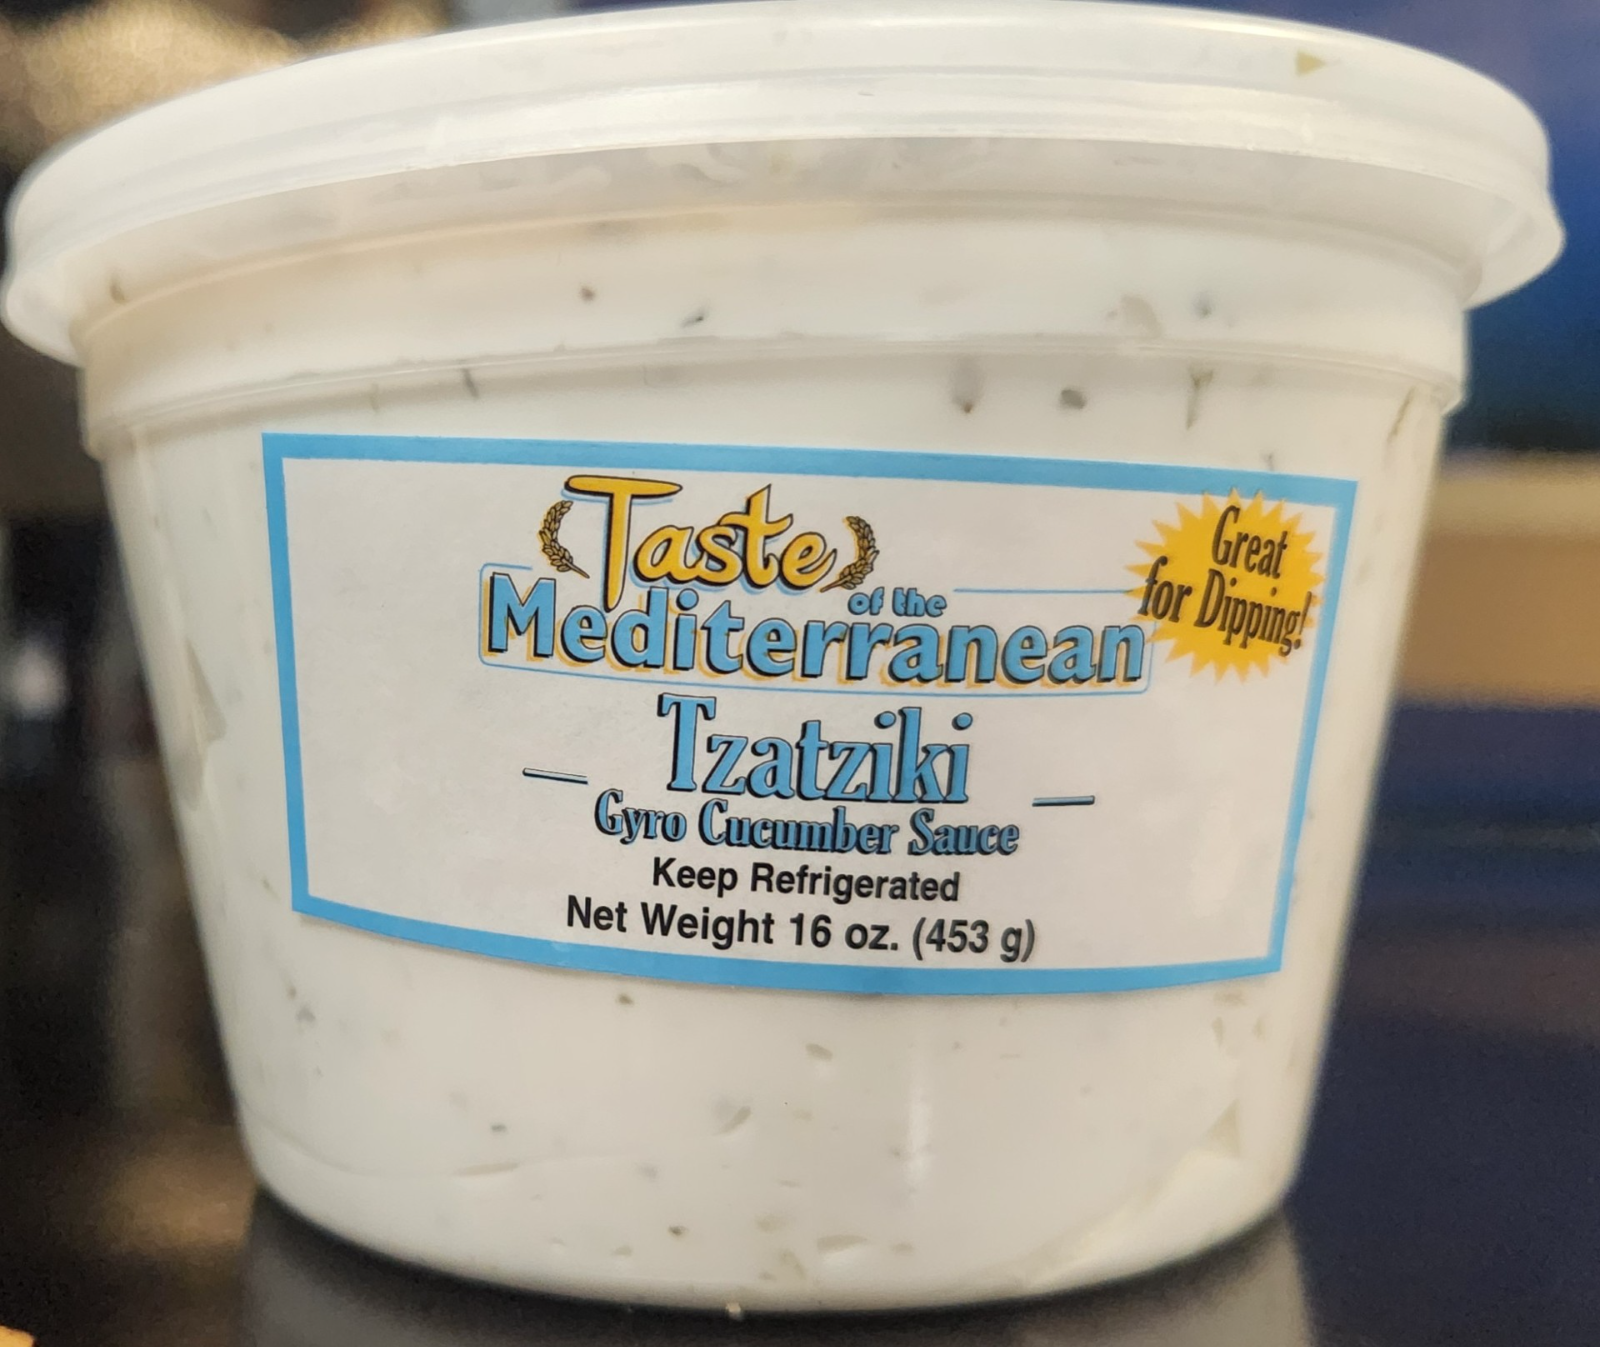 Taste
of the
Mediterranean
Great
for Dipping!
Tzatziki
Gyro Cucumber Sauce
Keep Refrigerated
Net Weight 16 oz. (453 g)